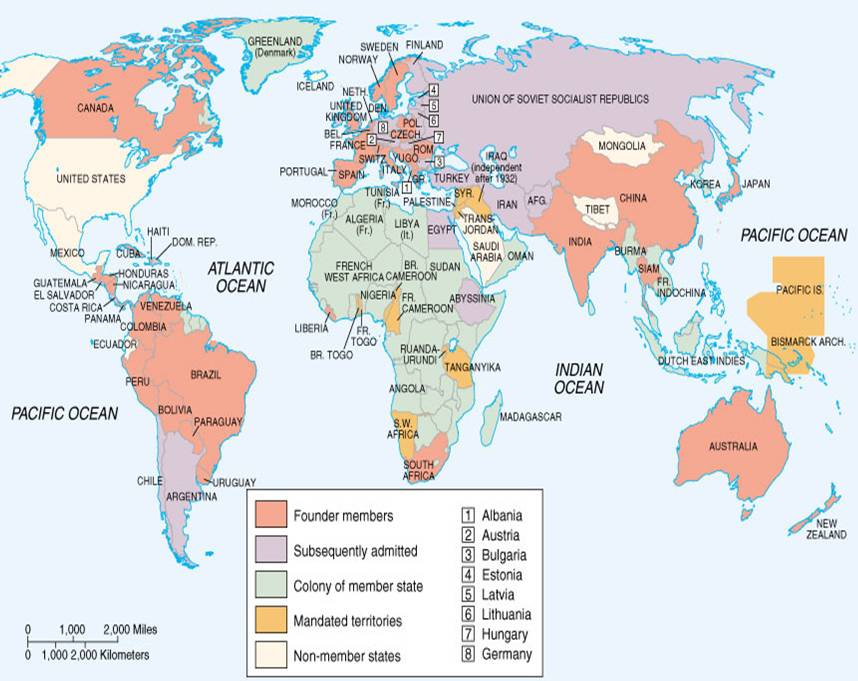 GREENLAND
(Denmark)
SWEDEN
FINLAND
NORWAY
ICELAND
CANADA
NETH.
UNITED
KINGDOM
DEN.
4
5
6
8
POL.
UNION OF SOVIET SOCIALIST REPUBLICS
BEL.
2
CZECH.
7
FRANCE
ROM.
SWITZ.
YUGO.
3
MONGOLIA
UNITED STATES
PORTUGAL
SPAIN
ITALY
GR.
1
TURKEY
IRAQ
(independent
after 1932)
SYR.
IRAN
AFG.
TIBET
CHINA
KOREA
JAPAN
MOROCCO
(Fr.)
TUNISIA
(Fr.)
PALESTINE
TRANS-
JORDAN
ALGERIA
(Fr.)
LIBYA
(It.)
EGYPT
SAUDI
ARABIA
OMAN
INDIA
BURMA
SIAM
FR.
INDOCHINA
PACIFIC OCEAN
PACIFIC IS.
BISMARCK ARCH.
MEXICO
CUBA
HAITI
DOM. REP.
HONDURAS
NICARAGUA
GUATEMALA
EL SALVADOR
COSTA RICA
PANAMA
VENEZUELA
COLOMBIA
ECUADOR
ATLANTIC
OCEAN
FRENCH
WEST AFRICA
BR.
CAMEROON
SUDAN
NIGERIA
FR.
CAMEROON
ABYSSINIA
LIBERIA
BR. TOGO
FR.
TOGO
RUANDA-
URUNDI
TANGANYIKA
INDIAN
OCEAN
DUTCH EAST INDIES
PERU
BRAZIL
BOLIVIA
PARAGUAY
PACIFIC OCEAN
ANGOLA
MADAGASCAR
S.W.
AFRICA
SOUTH
AFRICA
AUSTRALIA
NEW
ZEALAND
CHILE
URUGUAY
ARGENTINA
Founder members
Subsequently admitted
Colony of member state
Mandated territories
Non-member states
1 Albania
2 Austria
3 Bulgaria
4 Estonia
5 Latvia
6 Lithuania
7 Hungary
8 Germany
0 1,000 2,000 Miles
0 1,000 2,000 Kilometers